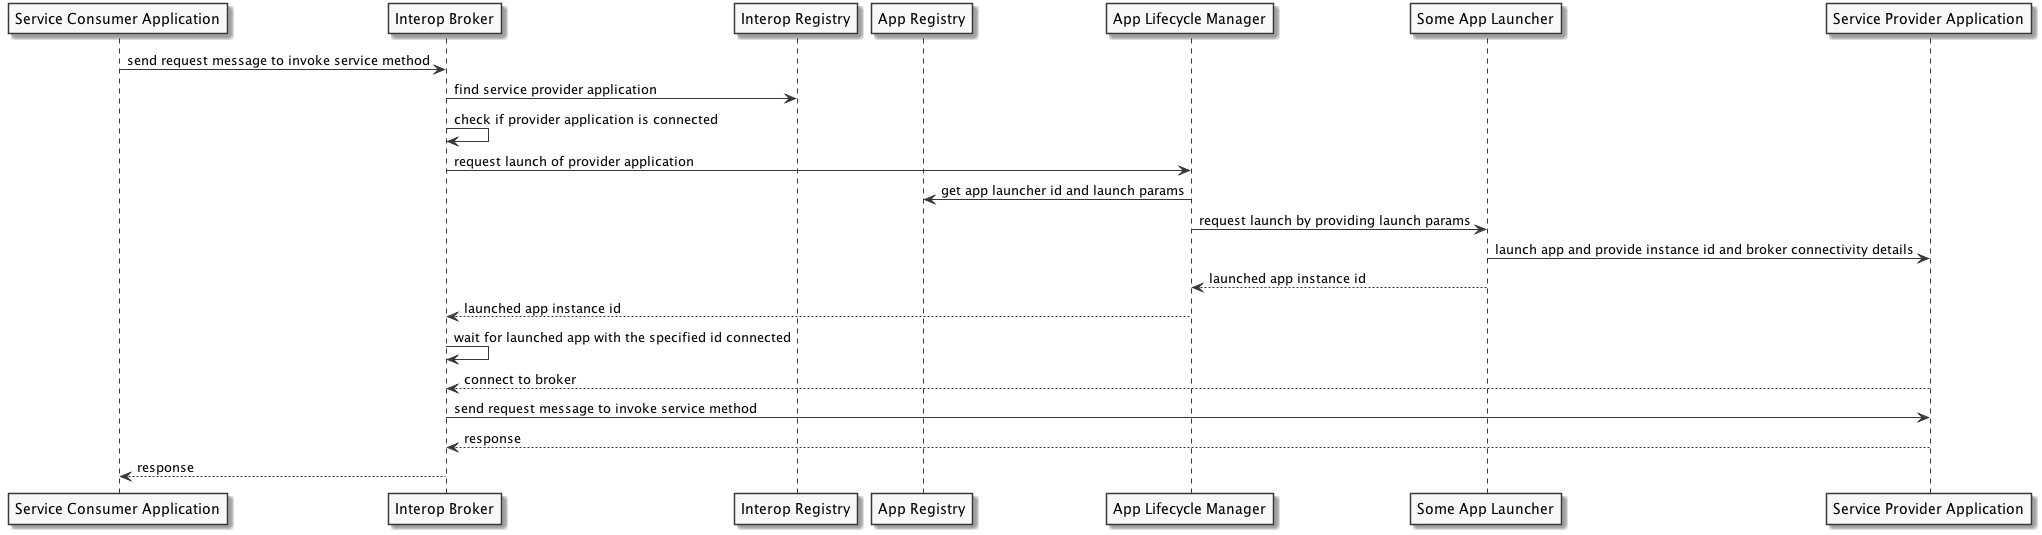 Service Consumer Application
Interop Broker
Interop Registry
App Registry
App Lifecycle Manager
Some App Launcher
Service Provider Application
send request message to invoke service method
find service provider application
check if provider application is connected
request launch of provider application
get app launcher id and launch params
request launch by providing launch params
launch app and provide instance id and broker connectivity details
launched app instance id
launched app instance id
wait for launched app with the specified id connected
connect to broker
send request message to invoke service method
response
response
Service Consumer Application
Interop Broker
Interop Registry
App Registry
App Lifecycle Manager
Some App Launcher
Service Provider Application